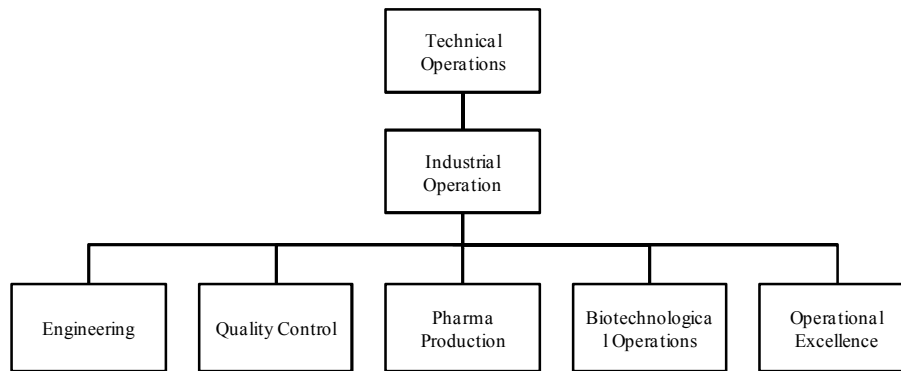 Technical
Operations
Industrial
Operation
Engineering
Quality Control
Pharma
Production
Biotechnologica
l Operations
Operational
Excellence